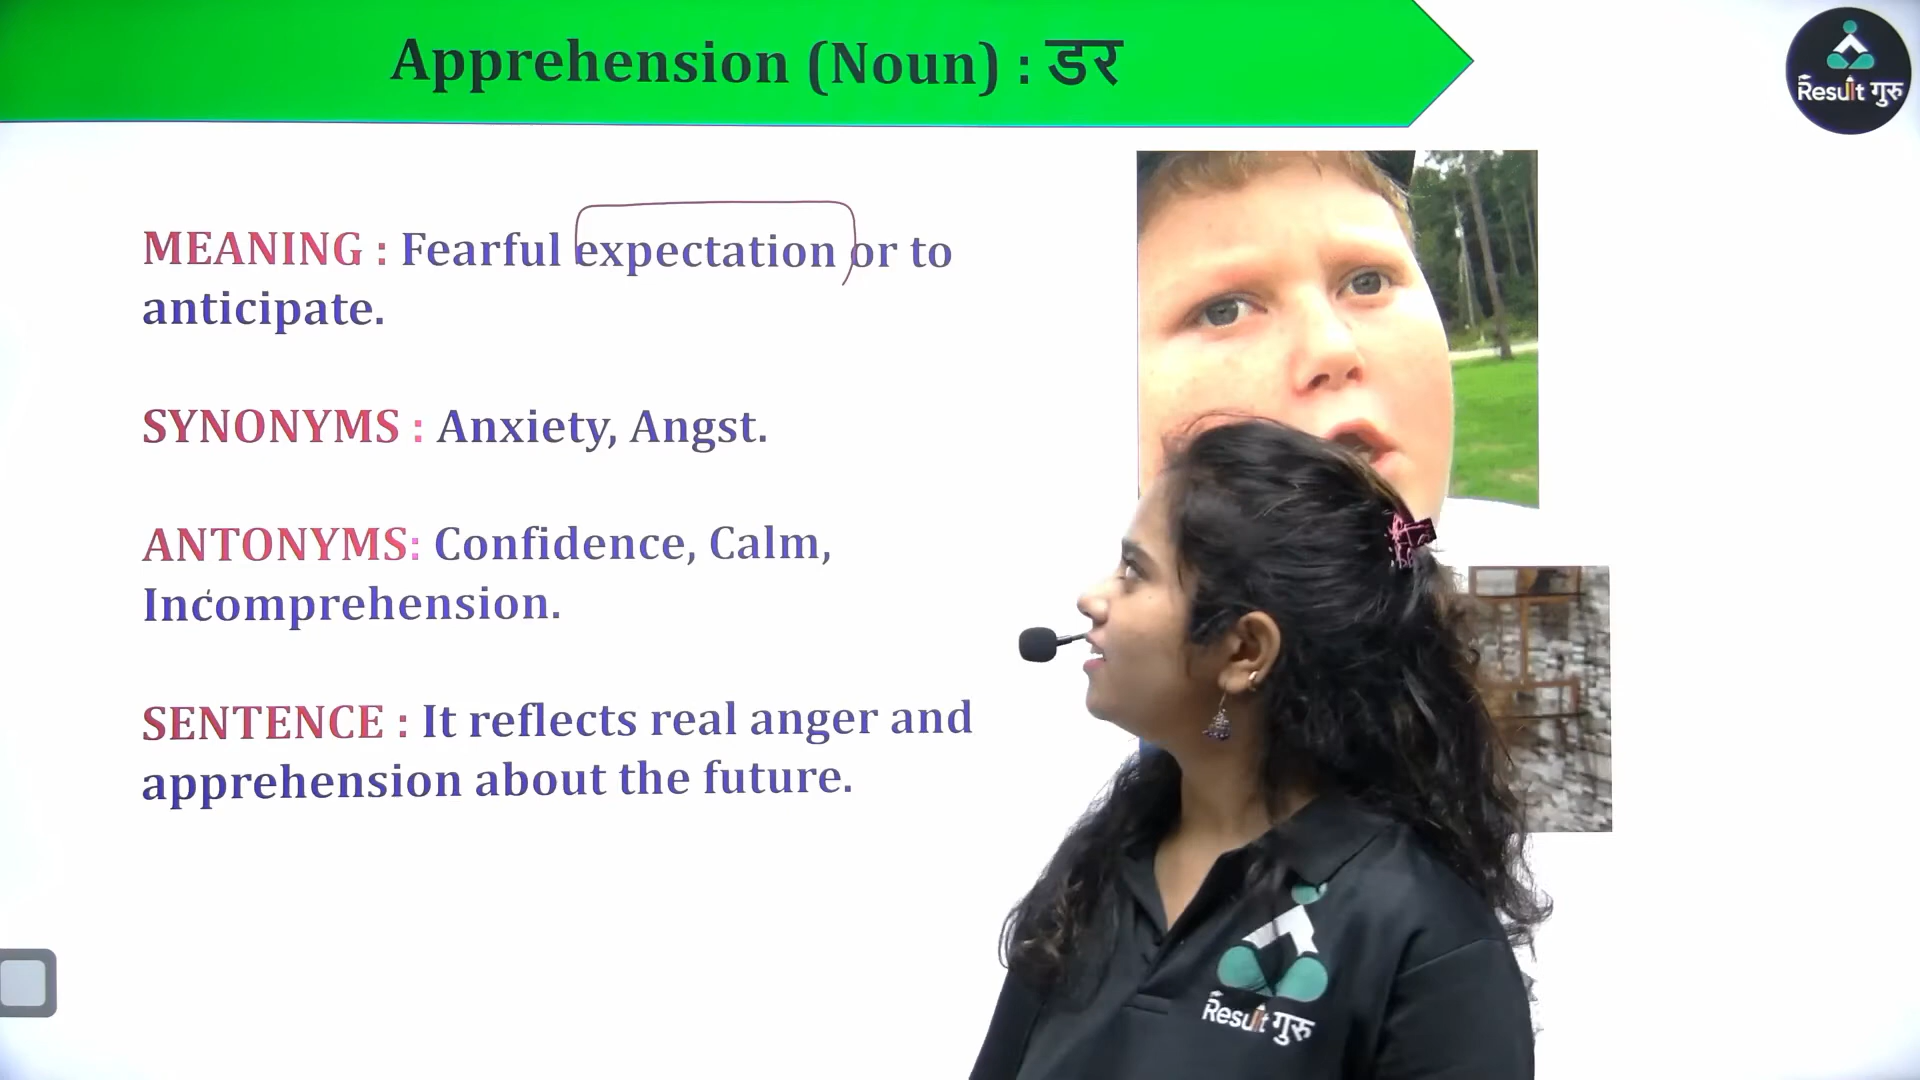 Apprehension (Noun) : डर
Result गुरु
MEANING : Fearful expectation or to
anticipate.
SYNONYMS : Anxiety, Angst.
ANTONYMS: Confidence, Calm,
Incomprehension.
SENTENCE : It reflects real anger and
apprehension about the future.
Result गुरु